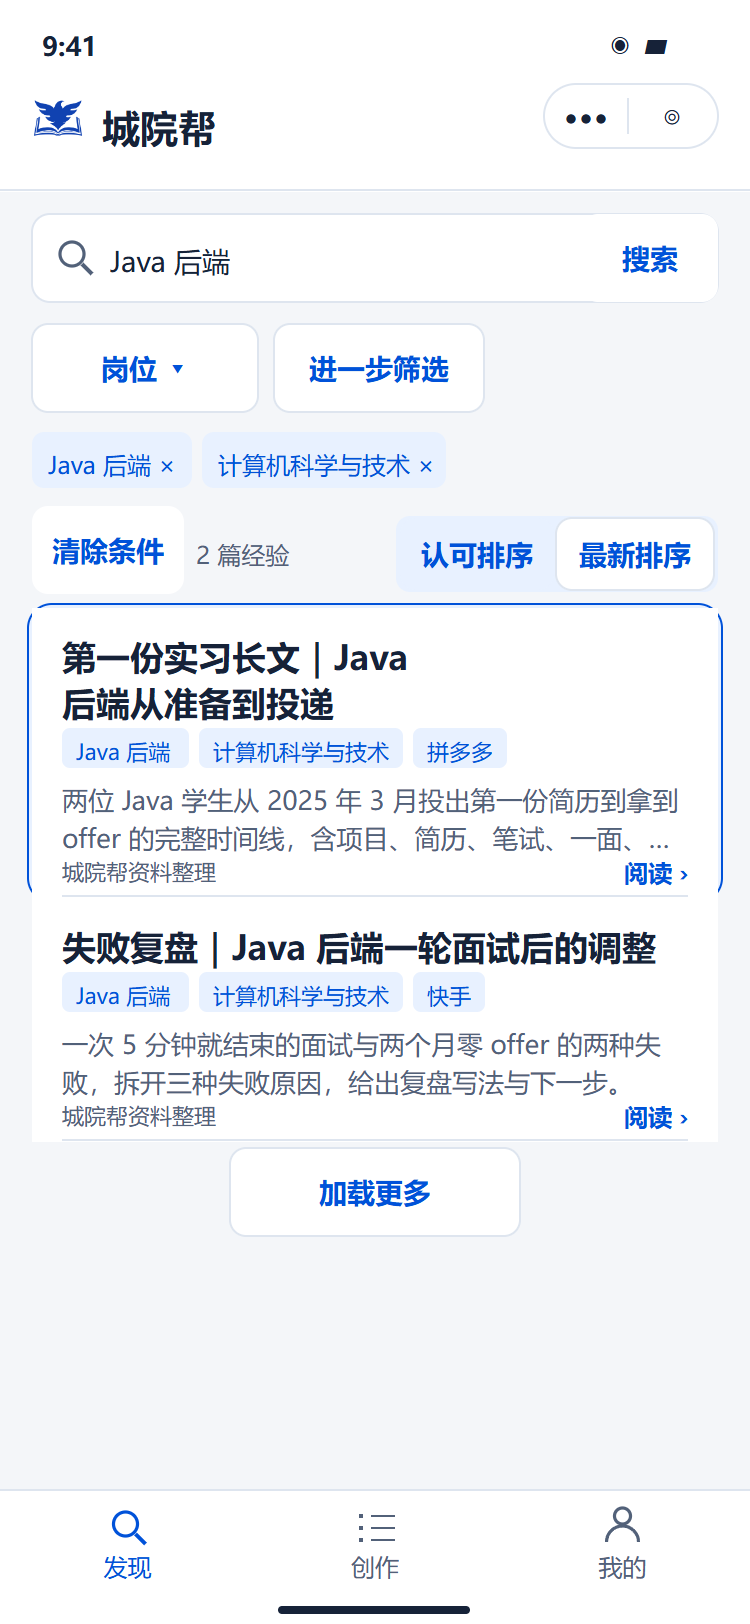 9:41
城院帮
Java 后端
搜索
岗位
进一步筛选
Java 后端 ×
计算机科学与技术 ×
清除条件
2 篇经验
认可排序
最新排序
第一份实习长文｜Java
后端从准备到投递
Java 后端
计算机科学与技术
拼多多
两位 Java 学生从 2025 年 3 月投出第一份简历到拿到
offer 的完整时间线，含项目、简历、笔试、一面、…
城院帮资料整理
阅读 ›
失败复盘｜Java 后端一轮面试后的调整
Java 后端
计算机科学与技术
快手
一次 5 分钟就结束的面试与两个月零 offer 的两种失
败，拆开三种失败原因，给出复盘写法与下一步。
城院帮资料整理
阅读 ›
加载更多
发现
创作
我的